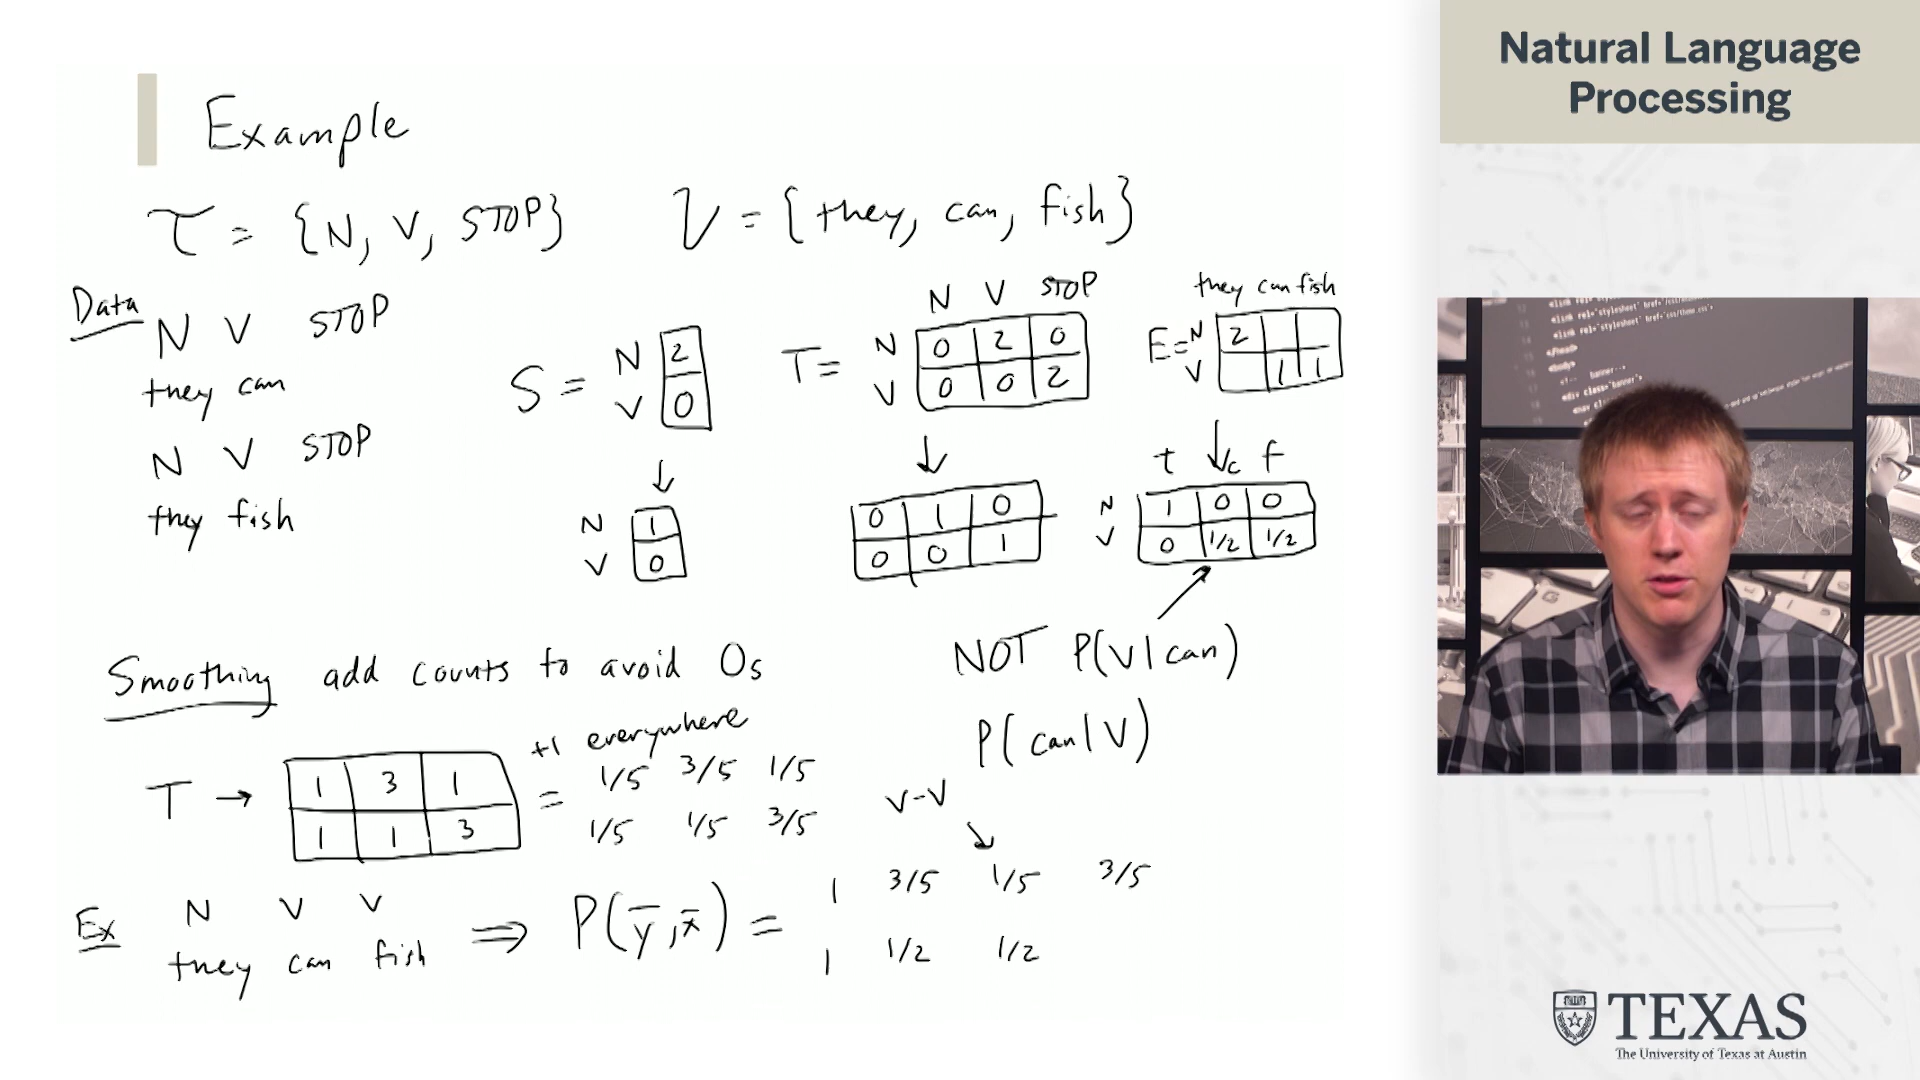 Example
T = {N, V, STOP}
V = {they, can, fish}
Data
N V STOP
they can
N V STOP
they fish
S = N 2
V 0
N 1
V 0
N V STOP
T= N 0 2 0
V 0 0 2
0 1 0
0 0 1
they can fish
E= N 2
V 1 1
t c f
N 1 0 0
V 0 1/2 1/2
NOT P(V|can)
P(can|V)
Smoothing add counts to avoid 0s
+1 everywhere
T → 1 3 1 = 1/5 3/5 1/5
1 1 3 1/5 1/5 3/5
V-V
Ex N V V
they can fish
⇒ P(y̅, x̅) = 1 3/5 1/5 3/5
1 1/2 1/2
Natural Language
Processing
TEXAS
The University of Texas at Austin